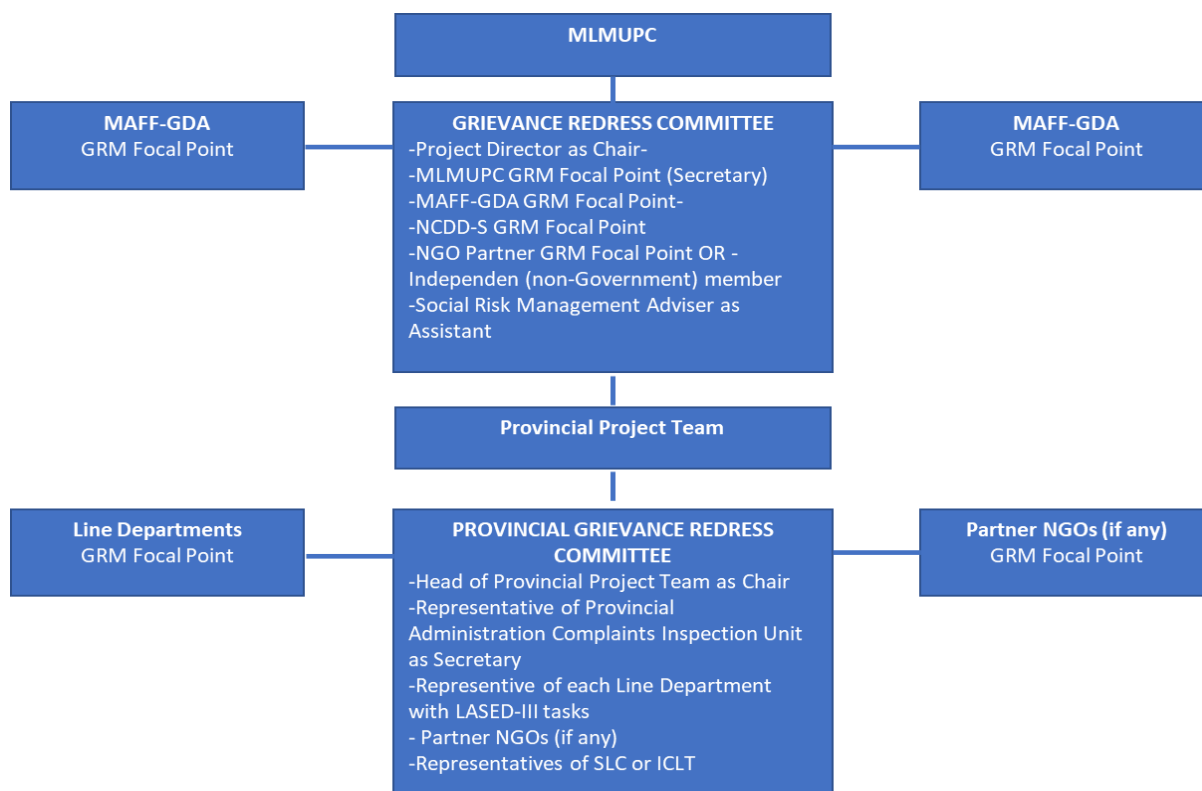 MLMUPC
MAFF-GDA
GRM Focal Point
GRIEVANCE REDRESS COMMITTEE
-Project Director as Chair-
-MLMUPC GRM Focal Point (Secretary)
-MAFF-GDA GRM Focal Point-
-NCDD-S GRM Focal Point
-NGO Partner GRM Focal Point OR -
Independen (non-Government) member
-Social Risk Management Adviser as
Assistant
MAFF-GDA
GRM Focal Point
Provincial Project Team
Line Departments
GRM Focal Point
PROVINCIAL GRIEVANCE REDRESS
COMMITTEE
-Head of Provincial Project Team as Chair
-Representative of Provincial
Administration Complaints Inspection Unit
as Secretary
-Representive of each Line Department
with LASED-III tasks
- Partner NGOs (if any)
-Representatives of SLC or ICLT
Partner NGOs (if any)
GRM Focal Point